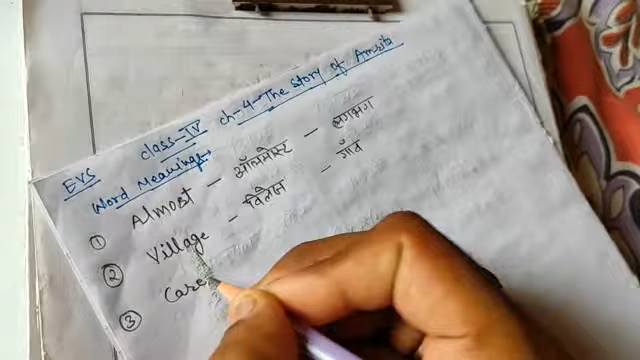 EVS class-IV ch-4-The Story of Amrita
Word Meanings:
① Almost - ऑलमोस्ट - लगभग
② Village - विलेज - गाँव
③ Care